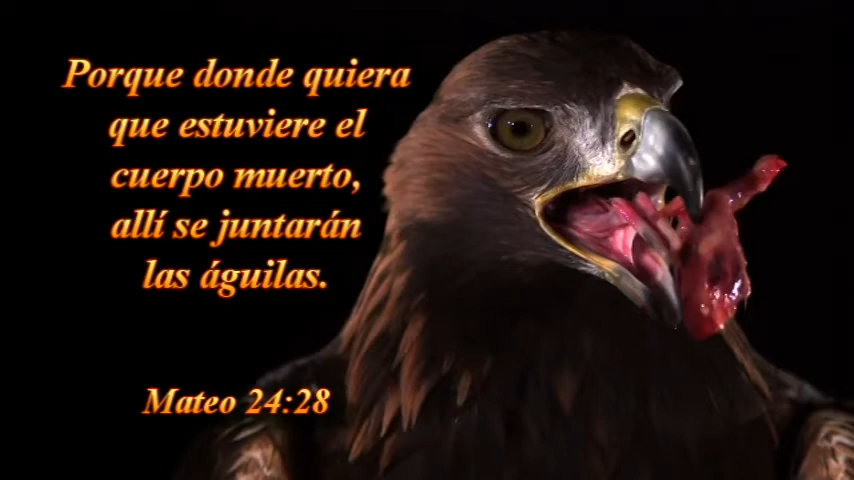 Porque donde quiera
que estuviere el
cuerpo muerto,
allí se juntarán
las águilas.
Mateo 24:28